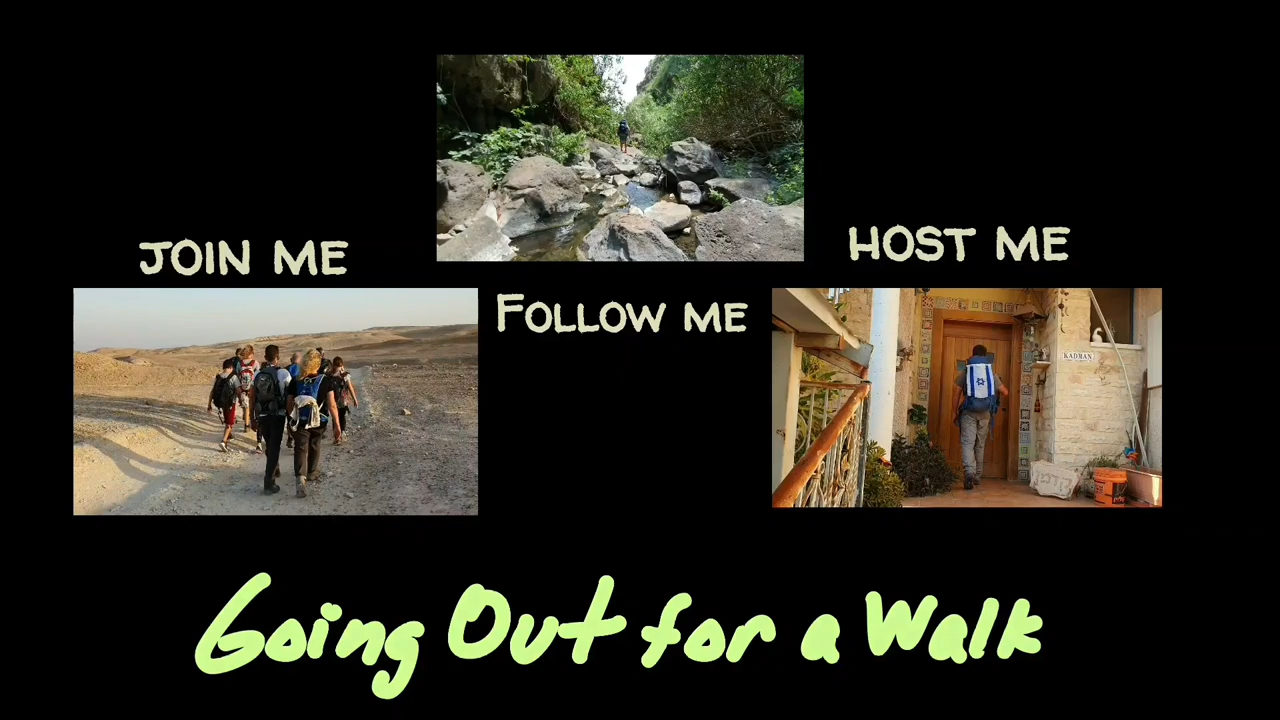 JOIN ME
FOLLOW ME
HOST ME
KADMAN
Going Out for a Walk